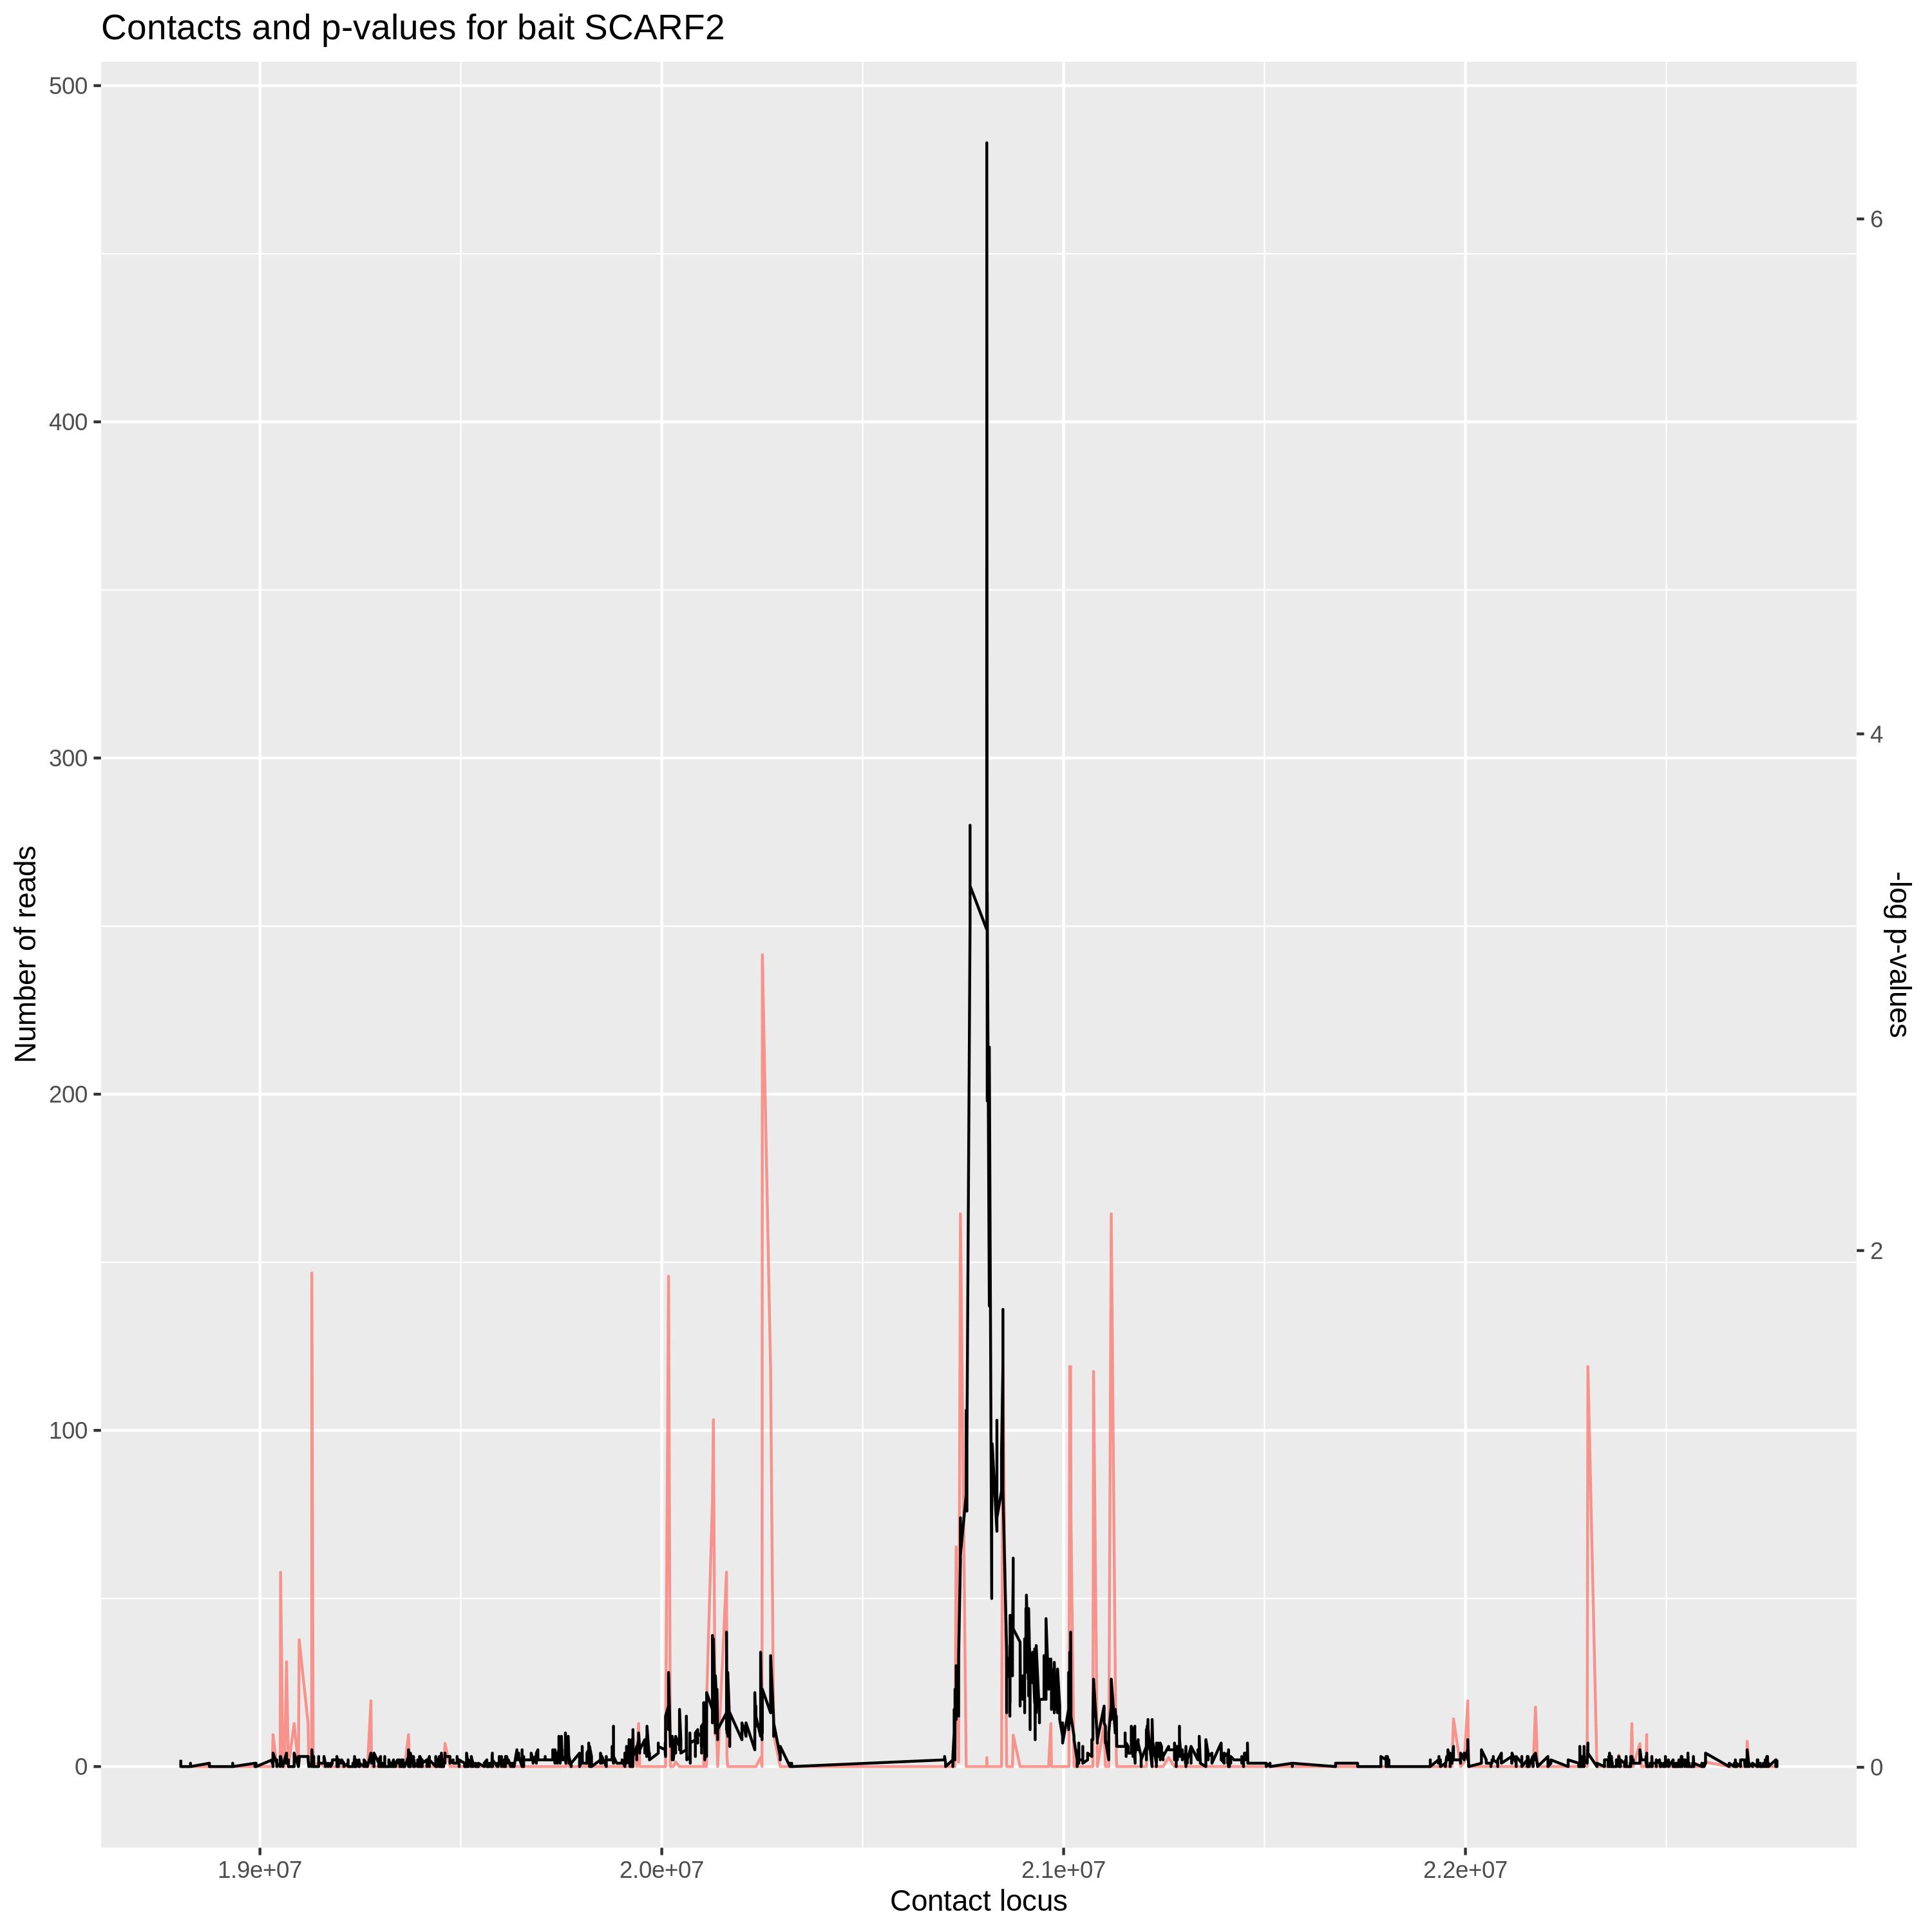 Contacts and p-values for bait SCARF2
500
400
300
200
100
0
Number of reads
6
4
2
0
-log p-values
1.9e+07
2.0e+07
2.1e+07
2.2e+07
Contact locus